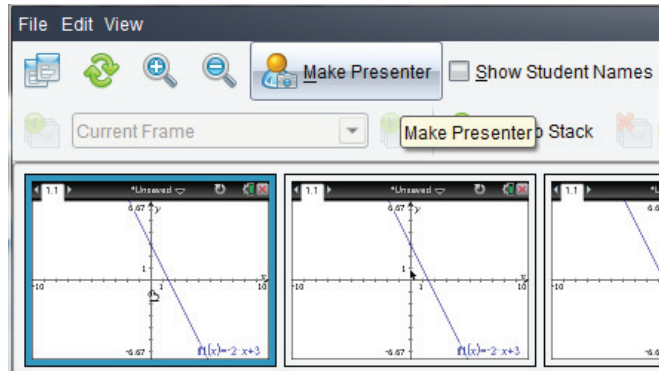 File Edit View
Make Presenter Show Student Names
Current Frame Make Presenter o Stack
1.1 *Unsaved 1.1 *Unsaved 1.1 *U
6.67 y 6.67 y
1 1
-10 1 x 10 -10 1 x 10 -10
-6.67 f1(x)=-2·x+3 -6.67 f1(x)=-2·x+3